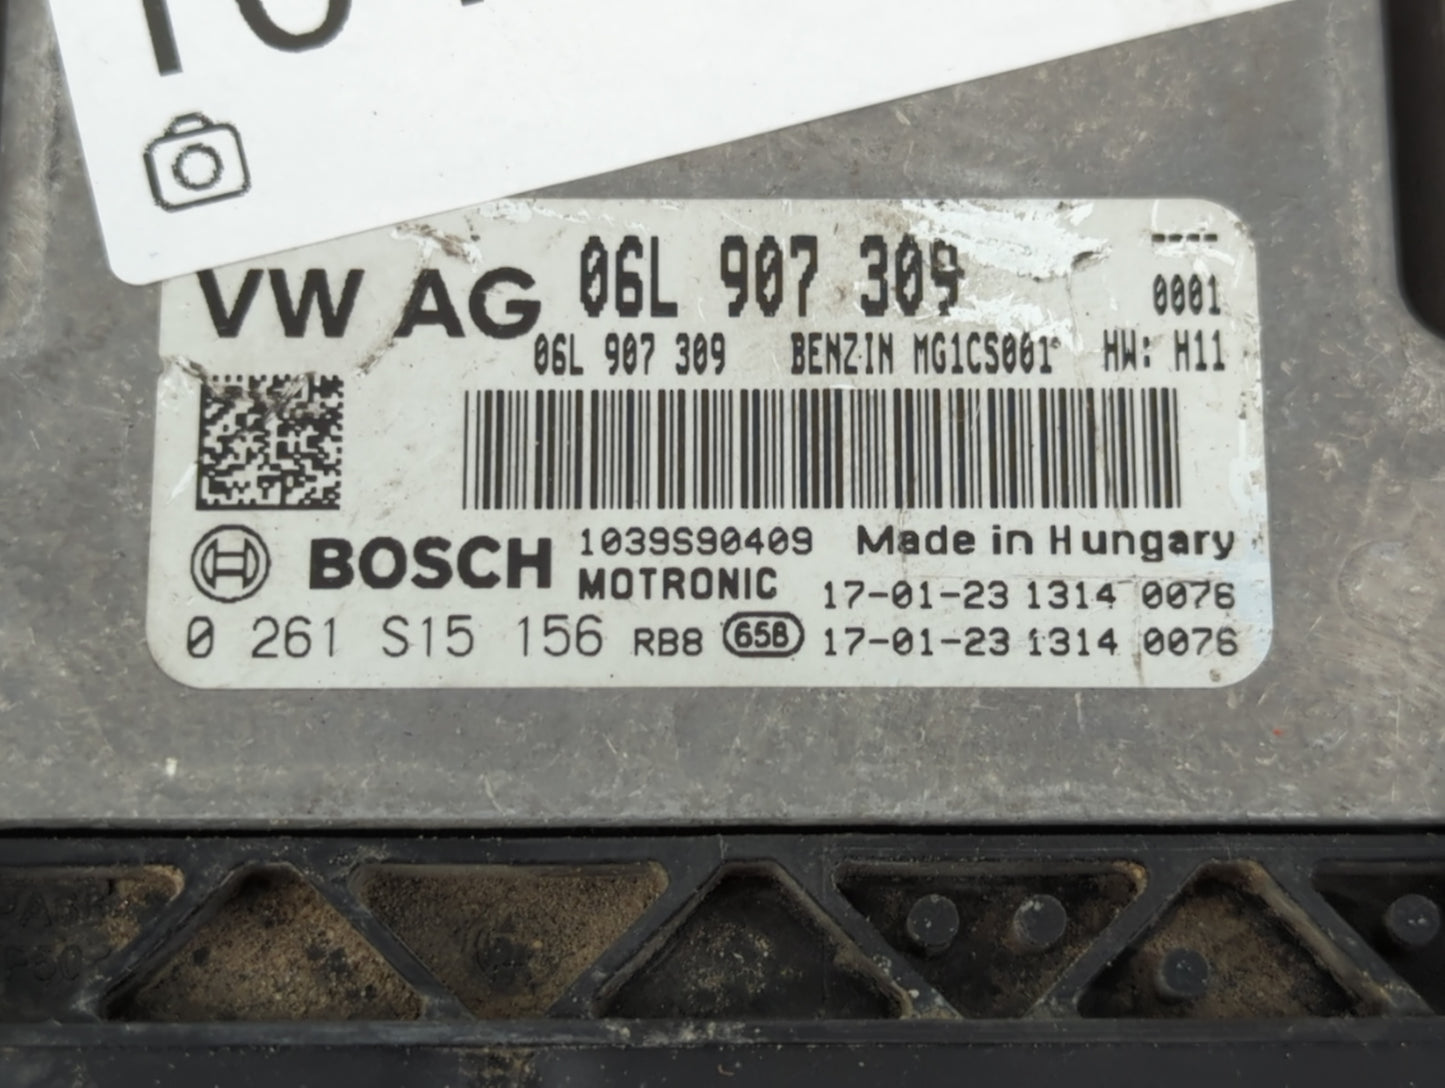 VW AG 06L 907 309 ----
0001
06L 907 309 BENZIN MG1CS001 HW: H11
BOSCH 1039S90409 Made in Hungary
MOTRONIC 17-01-23 1314 0076
0 261 S15 156 RB8 65B 17-01-23 1314 0076